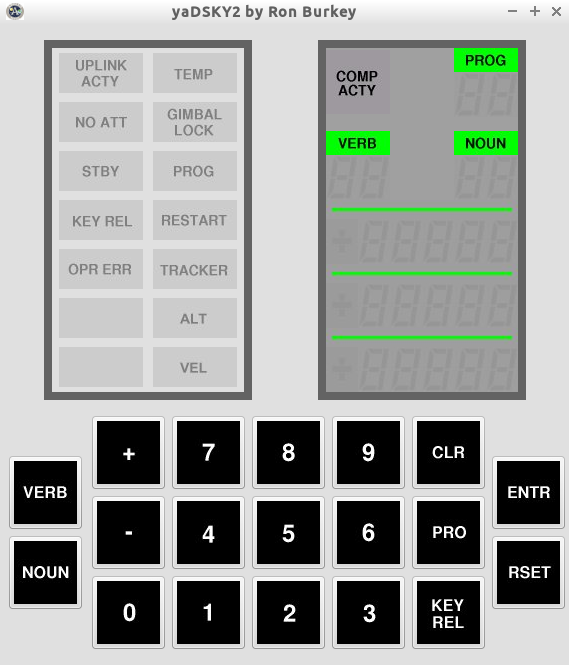 yaDSKY2 by Ron Burkey
UPLINK
ACTY
TEMP
NO ATT
GIMBAL
LOCK
STBY
PROG
KEY REL
RESTART
OPR ERR
TRACKER
ALT
VEL
COMP
ACTY
PROG
VERB
NOUN
+
7
8
9
CLR
VERB
ENTR
-
4
5
6
PRO
NOUN
RSET
0
1
2
3
KEY
REL